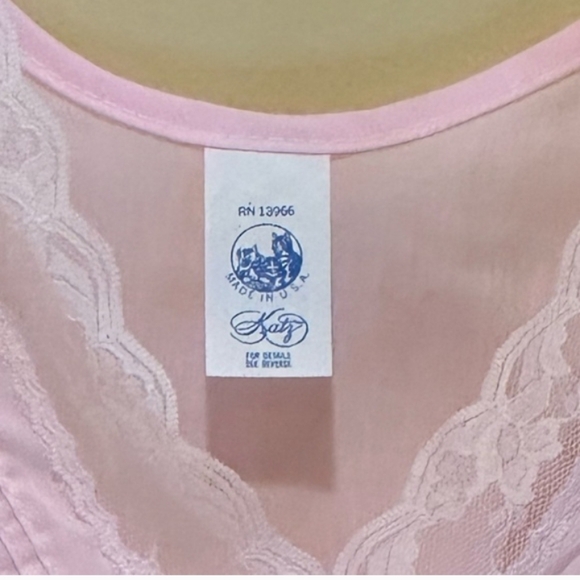 RN 13966
MADE IN U.S.A.
Katz
FOR DETAILS
SEE REVERSE